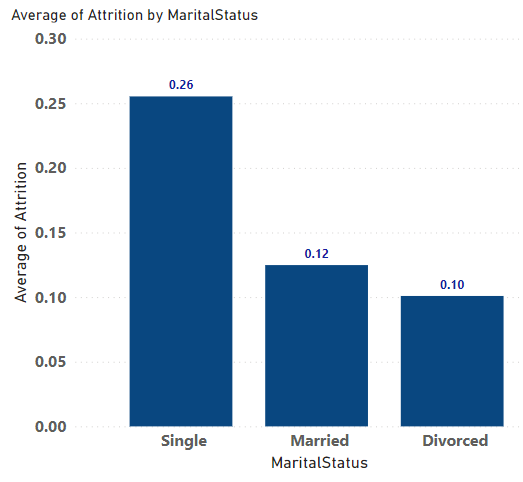 Average of Attrition by MaritalStatus
0.30
0.25
0.20
0.15
0.10
0.05
0.00
Average of Attrition
0.26
0.12
0.10
Single Married Divorced
MaritalStatus